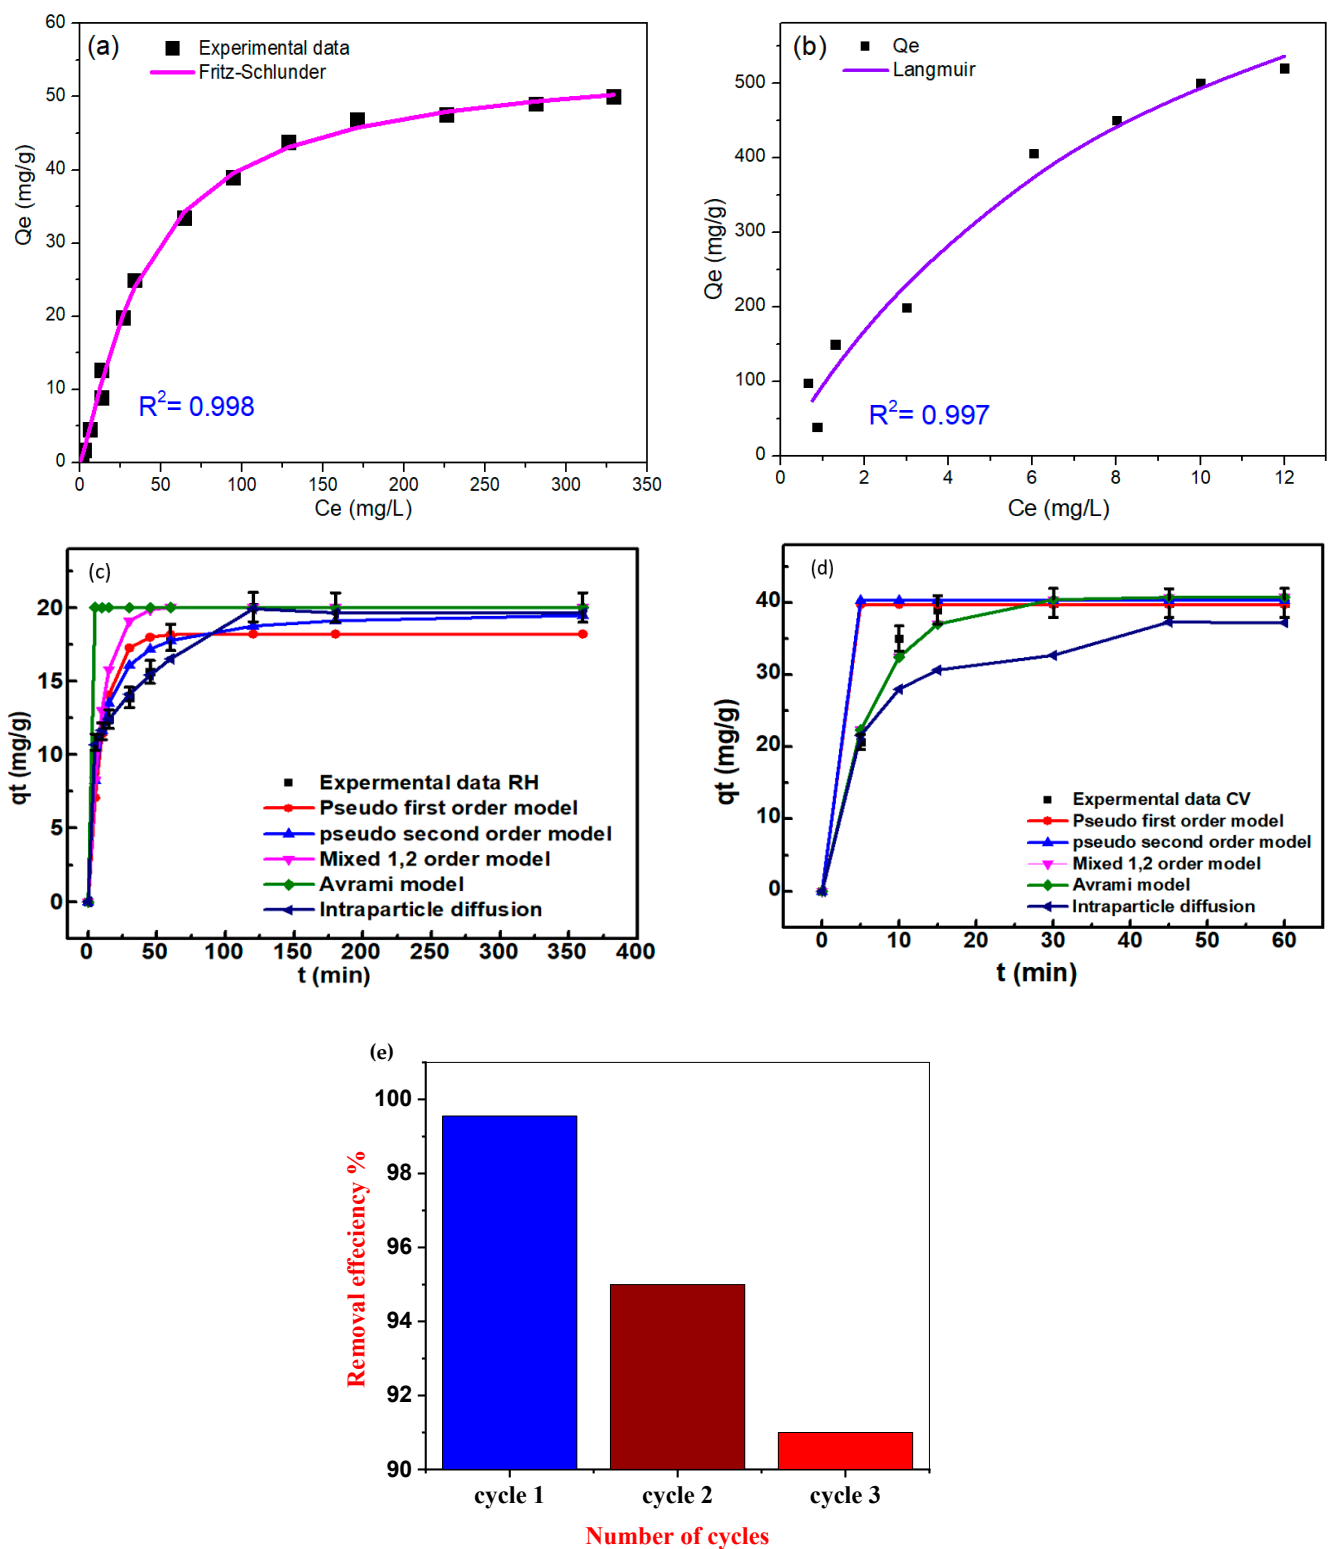 (a)
Experimental data
Fritz-Schlunder
60
50
40
30
20
10
0
Qe (mg/g)
R2= 0.998
0 50 100 150 200 250 300 350
Ce (mg/L)
(b)
Qe
Langmuir
500
400
300
200
100
0
Qe (mg/g)
R2= 0.997
0 2 4 6 8 10 12
Ce (mg/L)
(c)
20
15
10
5
0
qt (mg/g)
Expermental data RH
Pseudo first order model
pseudo second order model
Mixed 1,2 order model
Avrami model
Intraparticle diffusion
0 50 100 150 200 250 300 350 400
t (min)
(d)
40
30
20
10
0
qt (mg/g)
Expermental data CV
Pseudo first order model
pseudo second order model
Mixed 1,2 order model
Avrami model
Intraparticle diffusion
0 10 20 30 40 50 60
t (min)
(e)
100
98
96
94
92
90
Removal effeciency %
cycle 1 cycle 2 cycle 3
Number of cycles